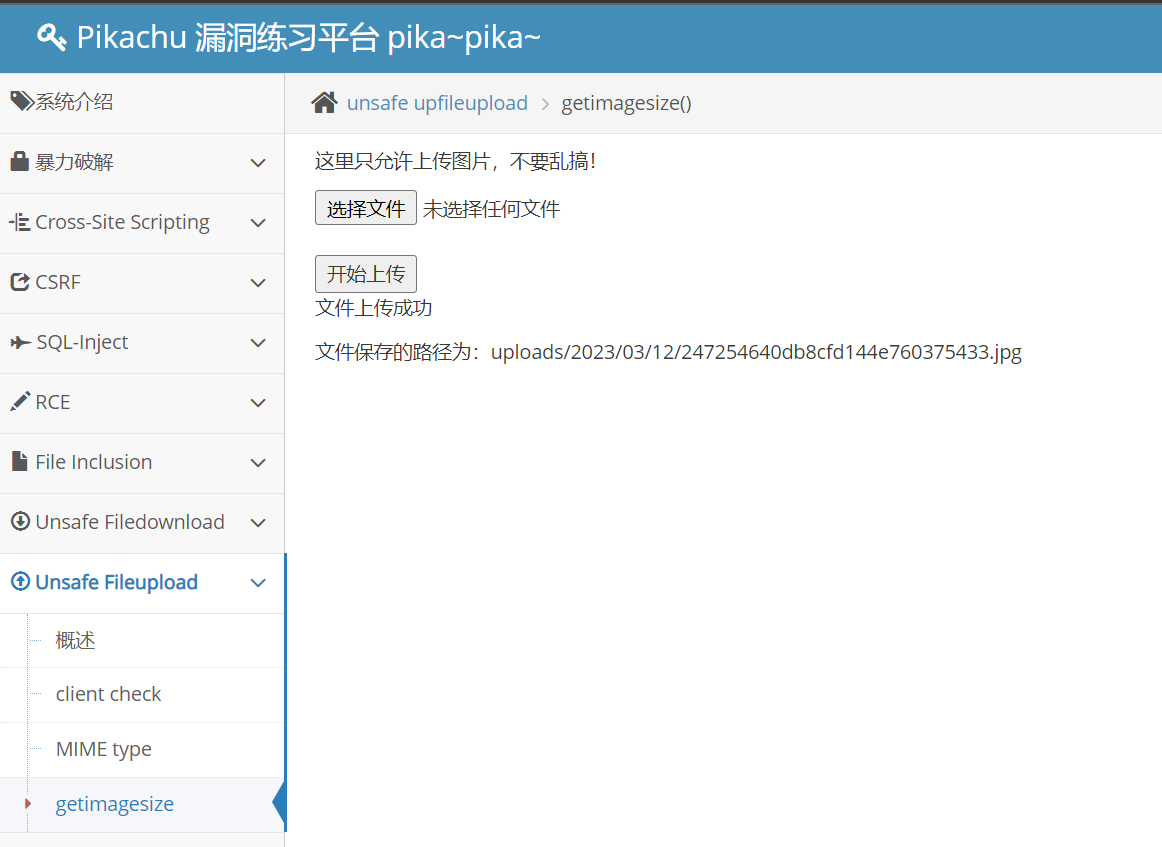 Pikachu 漏洞练习平台 pika~pika~
系统介绍
暴力破解
Cross-Site Scripting
CSRF
SQL-Inject
RCE
File Inclusion
Unsafe Filedownload
Unsafe Fileupload
概述
client check
MIME type
getimagesize
unsafe upfileupload > getimagesize()
这里只允许上传图片，不要乱搞！
选择文件 未选择任何文件
开始上传
文件上传成功
文件保存的路径为：uploads/2023/03/12/247254640db8cfd144e760375433.jpg